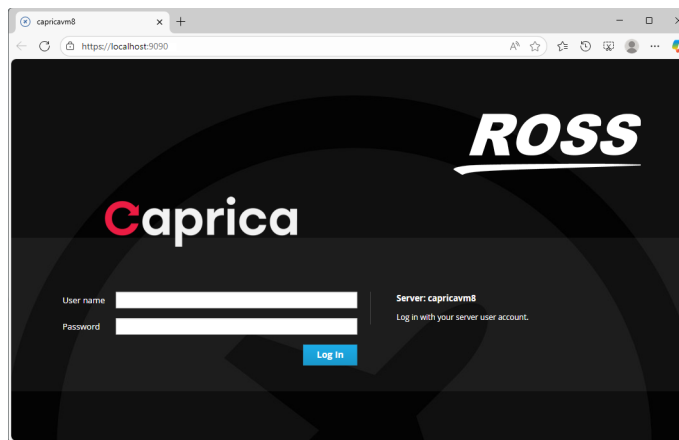 capricavm8
https://localhost:9090
ROSS
Caprica
User name
Password
Log In
Server: capricavm8
Log in with your server user account.